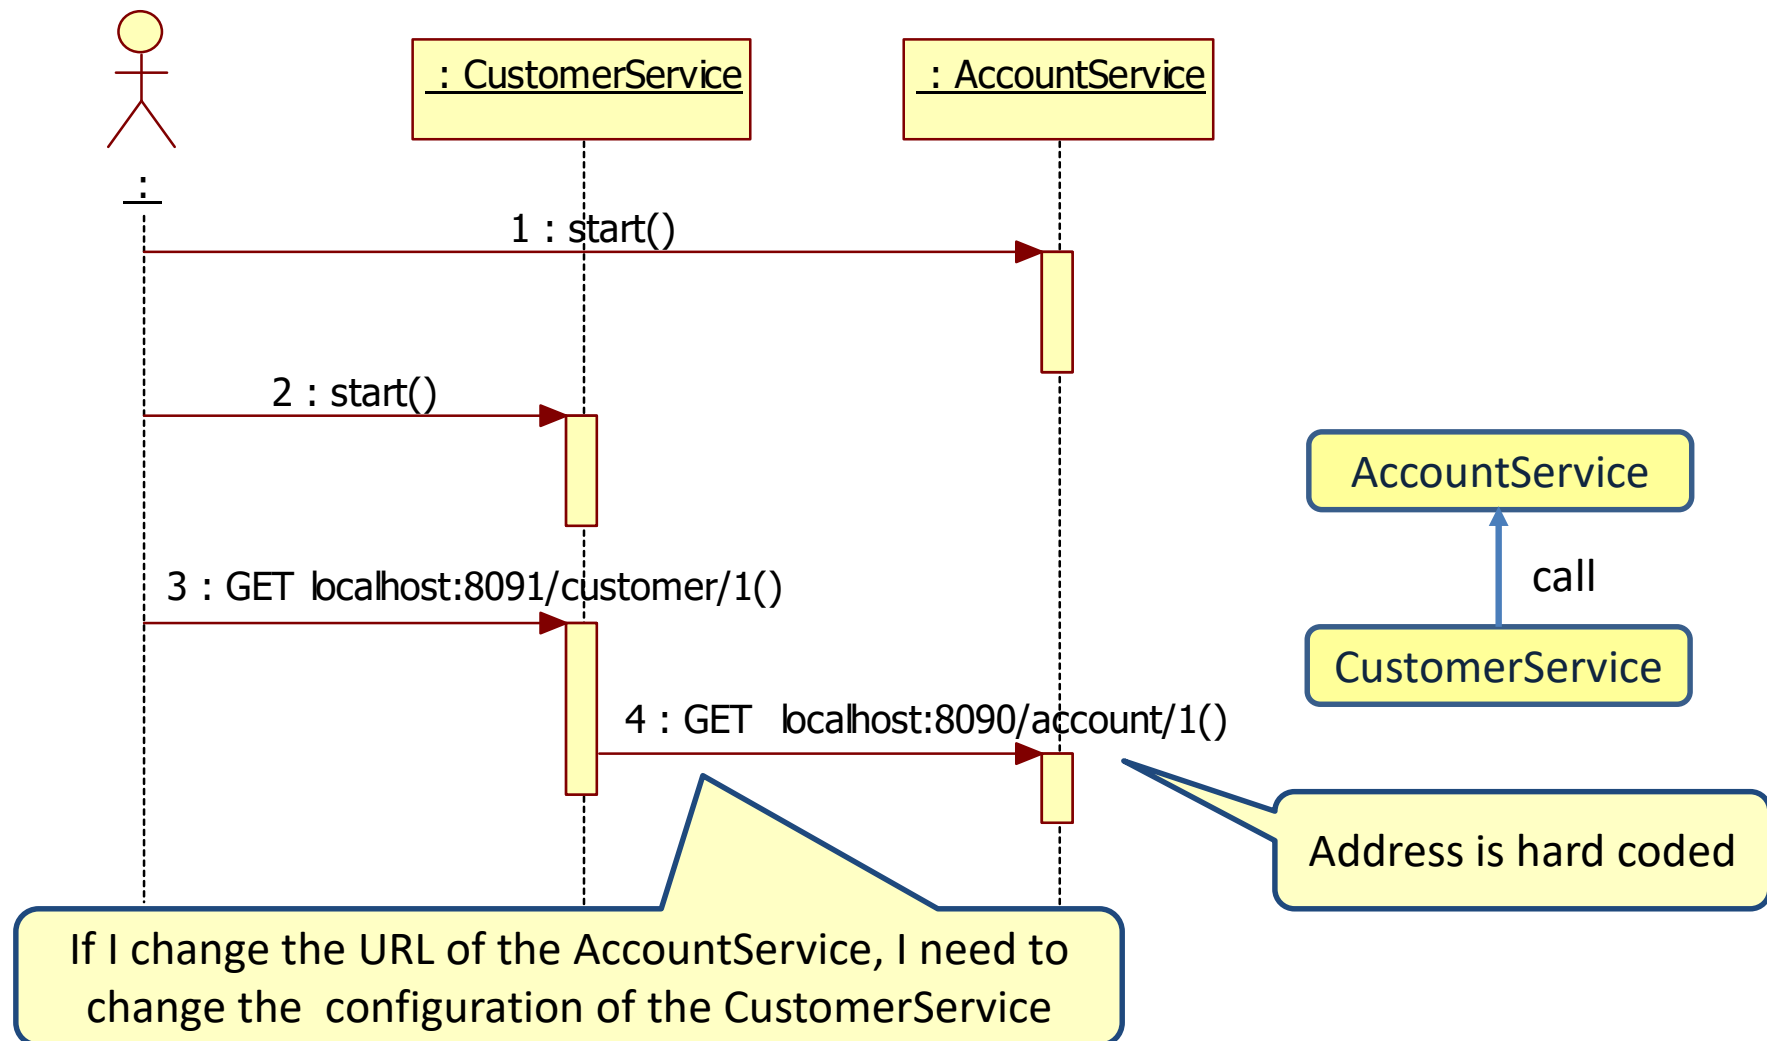 : CustomerService
: AccountService
:
1 : start()
2 : start()
AccountService
call
3 : GET localhost:8091/customer/1()
CustomerService
4 : GET localhost:8090/account/1()
Address is hard coded
If I change the URL of the AccountService, I need to
change the configuration of the CustomerService